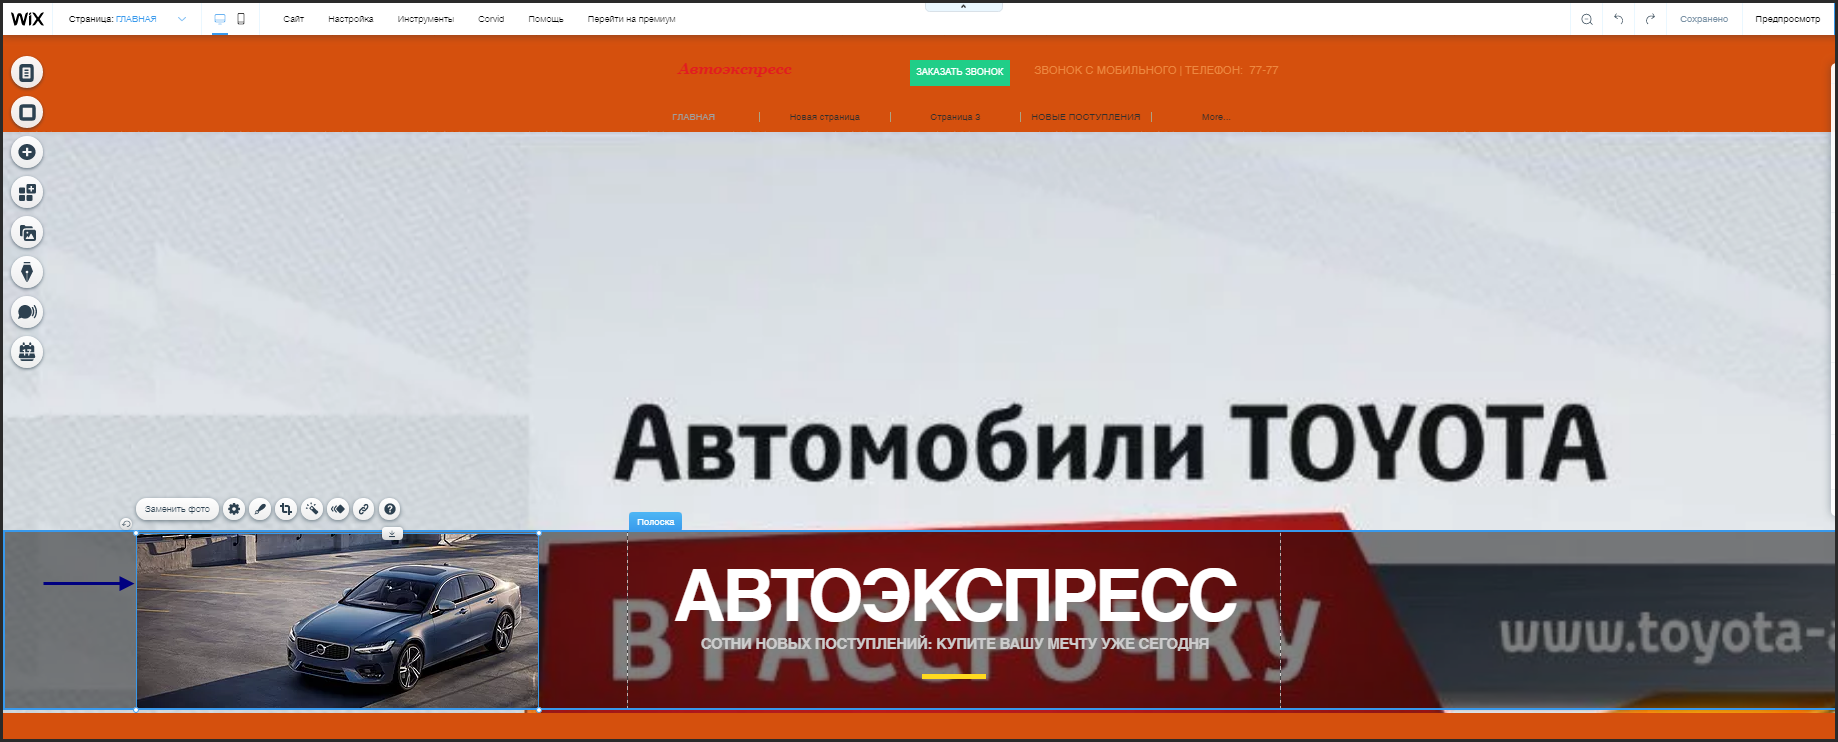 WiX Страница: ГЛАВНАЯ Сайт Настройка Инструменты Corvid Помощь Перейти на премиум Сохранено Предпросмотр
Автоэкспресс ЗАКАЗАТЬ ЗВОНОК ЗВОНОК С МОБИЛЬНОГО | ТЕЛЕФОН: 77-77
ГЛАВНАЯ Новая страница Страница 3 НОВЫЕ ПОСТУПЛЕНИЯ More...
Автомобили TOYOTA
Заменить фото
Полоска
АВТОЭКСПРЕСС
В РАССРОЧКУ
www.toyota-a
СОТНИ НОВЫХ ПОСТУПЛЕНИЙ: КУПИТЕ ВАШУ МЕЧТУ УЖЕ СЕГОДНЯ